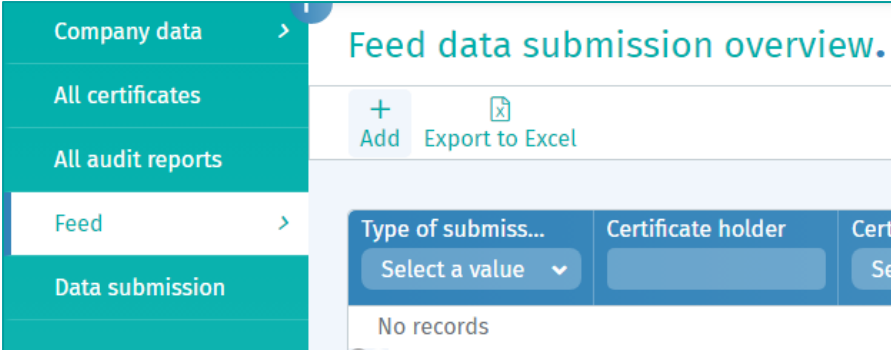 Company data
All certificates
All audit reports
Feed
Data submission
Feed data submission overview.
Add
Export to Excel
Type of submiss...
Certificate holder
Select a value
No records